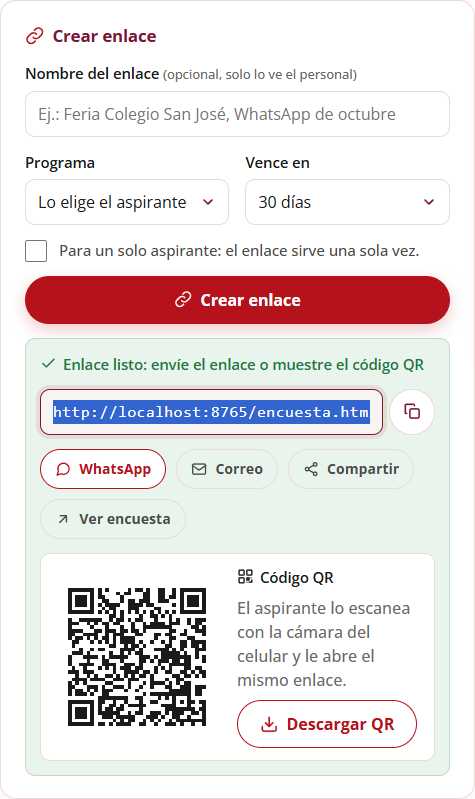 Crear enlace
Nombre del enlace (opcional, solo lo ve el personal)
Ej.: Feria Colegio San José, WhatsApp de octubre
Programa
Vence en
Lo elige el aspirante
30 días
Para un solo aspirante: el enlace sirve una sola vez.
Crear enlace
Enlace listo: envíe el enlace o muestre el código QR
http://localhost:8765/encuesta.htm
WhatsApp
Correo
Compartir
Ver encuesta
Código QR
El aspirante lo escanea
con la cámara del
celular y le abre el
mismo enlace.
Descargar QR